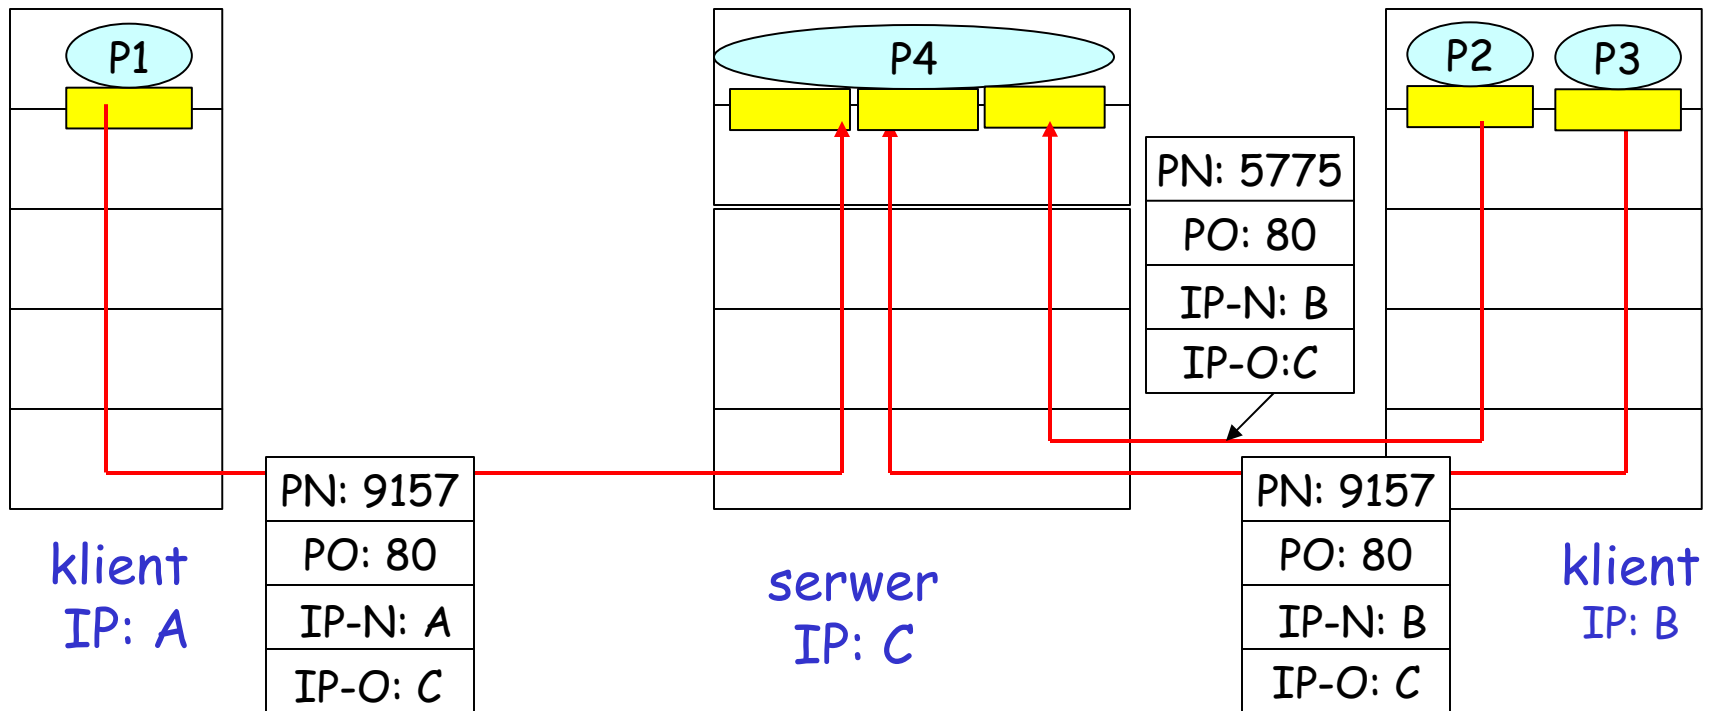 P1
P4
P2
P3
PN: 5775
PO: 80
IP-N: B
IP-O:C
PN: 9157
PO: 80
IP-N: A
IP-O: C
PN: 9157
PO: 80
IP-N: B
IP-O: C
klient
IP: A
serwer
IP: C
klient
IP: B